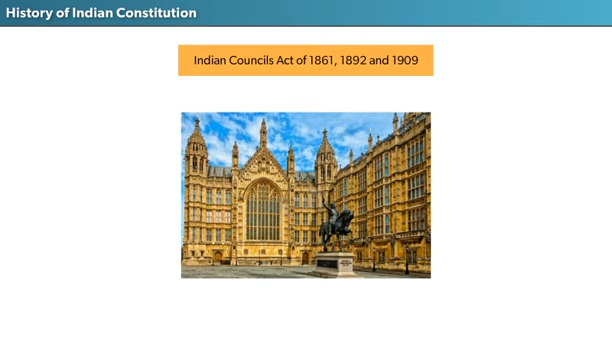 History of Indian Constitution
Indian Councils Act of 1861, 1892 and 1909